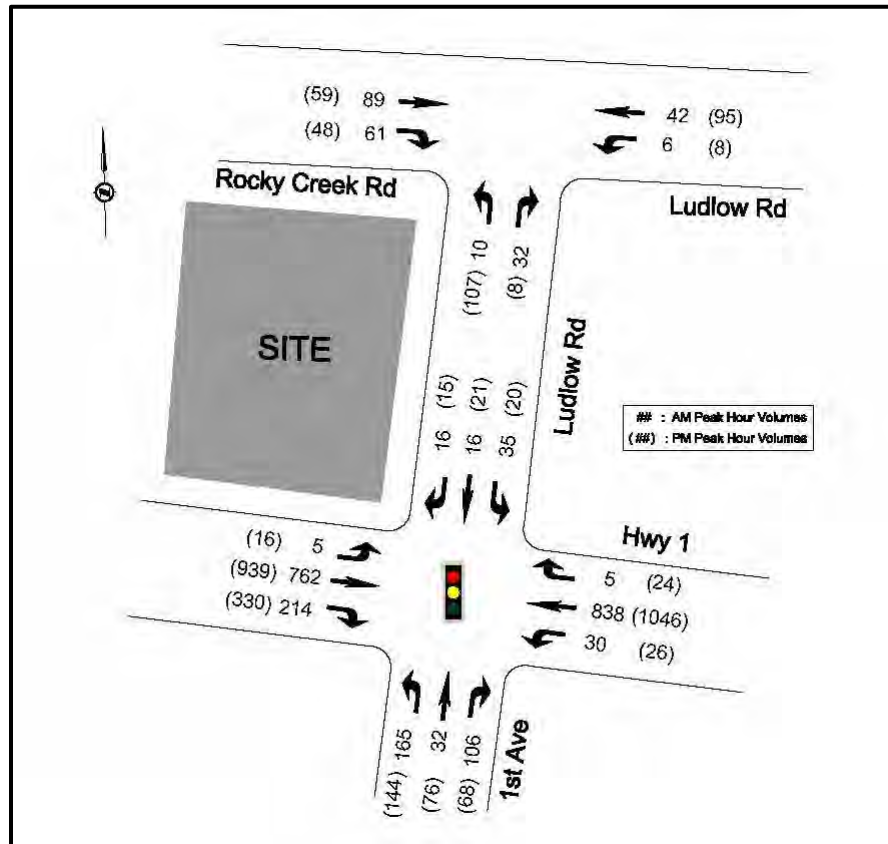 (59) 89
42 (95)
(48) 61
6 (8)
Rocky Creek Rd
Ludlow Rd
N
(107) 10
(8) 32
SITE
Ludlow Rd
16 (15)
16 (21)
35 (20)
## : AM Peak Hour Volumes
(##) : PM Peak Hour Volumes
Hwy 1
(16) 5
(939) 762
(330) 214
5 (24)
838 (1046)
30 (26)
(144) 165
(76) 32
(68) 106
1st Ave